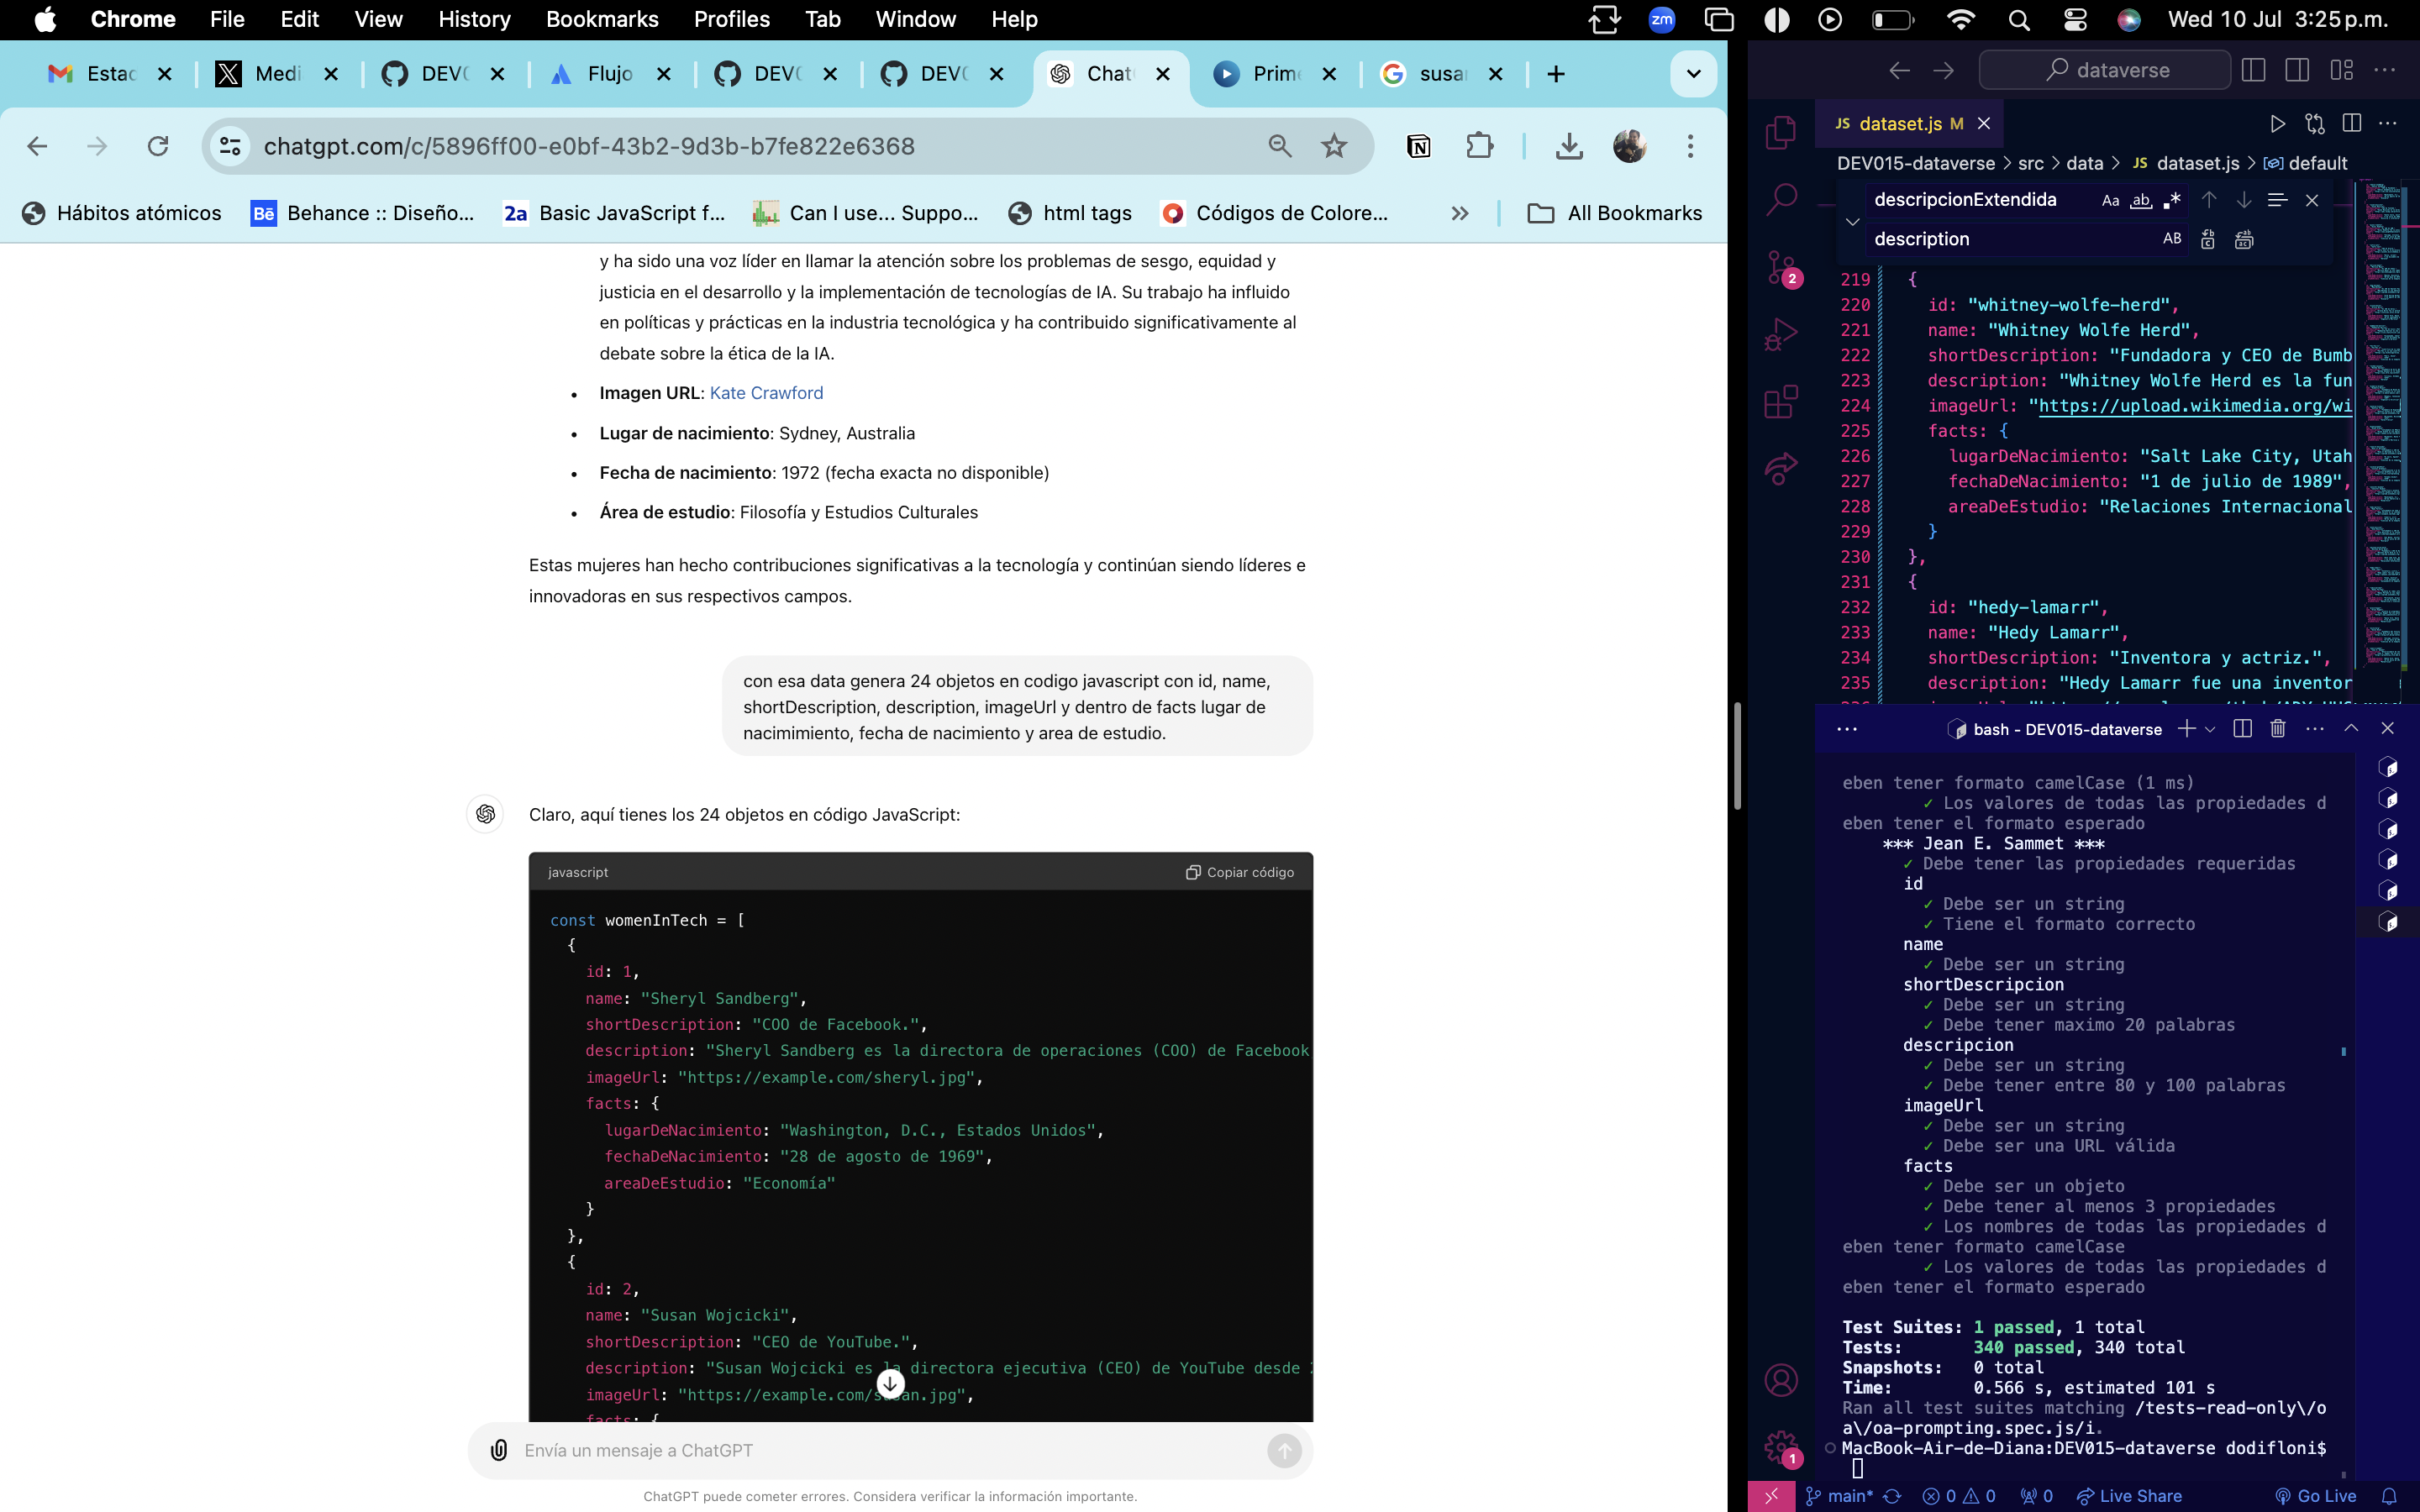 Chrome File Edit View History Bookmarks Profiles Tab Window Help
zm
Wed 10 Jul 3:25 p.m.
Estac
Medi
DEV0
Flujo
DEV0
DEV0
Chat
Prime
susa
chatgpt.com/c/5896ff00-e0bf-43b2-9d3b-b7fe822e6368
Hábitos atómicos
Bē Behance :: Diseño...
2a Basic JavaScript f...
Can I use... Suppo...
html tags
Códigos de Colore...
All Bookmarks
y ha sido una voz líder en llamar la atención sobre los problemas de sesgo, equidad y
justicia en el desarrollo y la implementación de tecnologías de IA. Su trabajo ha influido
en políticas y prácticas en la industria tecnológica y ha contribuido significativamente al
debate sobre la ética de la IA.
• Imagen URL: Kate Crawford
• Lugar de nacimiento: Sydney, Australia
• Fecha de nacimiento: 1972 (fecha exacta no disponible)
• Área de estudio: Filosofía y Estudios Culturales
Estas mujeres han hecho contribuciones significativas a la tecnología y continúan siendo líderes e
innovadoras en sus respectivos campos.
con esa data genera 24 objetos en codigo javascript con id, name,
shortDescription, description, imageUrl y dentro de facts lugar de
nacimimiento, fecha de nacimiento y area de estudio.
Claro, aquí tienes los 24 objetos en código JavaScript:
javascript
Copiar código
const womenInTech = [
{
id: 1,
name: "Sheryl Sandberg",
shortDescription: "COO de Facebook.",
description: "Sheryl Sandberg es la directora de operaciones (COO) de Facebook
imageUrl: "https://example.com/sheryl.jpg",
facts: {
lugarDeNacimiento: "Washington, D.C., Estados Unidos",
fechaDeNacimiento: "28 de agosto de 1969",
areaDeEstudio: "Economía"
}
},
{
id: 2,
name: "Susan Wojcicki",
shortDescription: "CEO de YouTube.",
description: "Susan Wojcicki es la directora ejecutiva (CEO) de YouTube desde
imageUrl: "https://example.com/susan.jpg",
facts: {
Envía un mensaje a ChatGPT
ChatGPT puede cometer errores. Considera verificar la información importante.
dataverse
JS dataset.js M
DEV015-dataverse > src > data > JS dataset.js > default
descripcionExtendida Aa ab .*
description AB
219 {
220 id: "whitney-wolfe-herd",
221 name: "Whitney Wolfe Herd",
222 shortDescription: "Fundadora y CEO de Bumb
223 description: "Whitney Wolfe Herd es la fun
224 imageUrl: "https://upload.wikimedia.org/wi
225 facts: {
226 lugarDeNacimiento: "Salt Lake City, Utah
227 fechaDeNacimiento: "1 de julio de 1989",
228 areaDeEstudio: "Relaciones Internacional
229 }
230 },
231 {
232 id: "hedy-lamarr",
233 name: "Hedy Lamarr",
234 shortDescription: "Inventora y actriz.",
235 description: "Hedy Lamarr fue una inventor
2
bash - DEV015-dataverse
eben tener formato camelCase (1 ms)
✓ Los valores de todas las propiedades d
eben tener el formato esperado
*** Jean E. Sammet ***
✓ Debe tener las propiedades requeridas
id
✓ Debe ser un string
✓ Tiene el formato correcto
name
✓ Debe ser un string
shortDescripcion
✓ Debe ser un string
✓ Debe tener maximo 20 palabras
descripcion
✓ Debe ser un string
✓ Debe tener entre 80 y 100 palabras
imageUrl
✓ Debe ser un string
✓ Debe ser una URL válida
facts
✓ Debe ser un objeto
✓ Debe tener al menos 3 propiedades
✓ Los nombres de todas las propiedades d
eben tener formato camelCase
✓ Los valores de todas las propiedades d
eben tener el formato esperado
Test Suites: 1 passed, 1 total
Tests: 340 passed, 340 total
Snapshots: 0 total
Time: 0.566 s, estimated 101 s
Ran all test suites matching /tests-read-only\/o
a\/oa-prompting.spec.js/i.
MacBook-Air-de-Diana:DEV015-dataverse dodifloni$
1
main* 0 0 0 Live Share Go Live